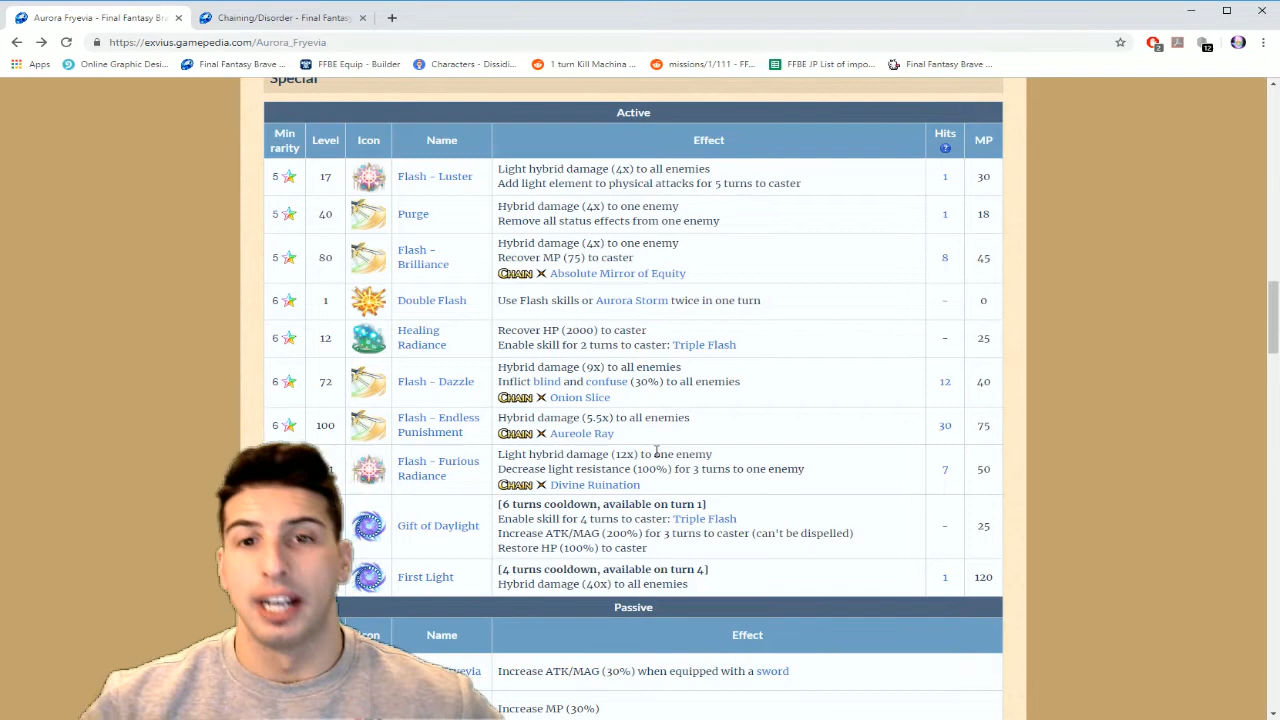 Aurora Fryevia - Final Fantasy Br
Chaining/Disorder - Final Fantasy
https://exvius.gamepedia.com/Aurora_Fryevia
2
12
Apps
Online Graphic Desi...
Final Fantasy Brave ...
FFBE Equip - Builder
Characters - Dissidi...
1 turn Kill Machina ...
missions/1/111 - FF...
FFBE JP List of impo...
Final Fantasy Brave ...
Special
Active
Min rarity
Level
Icon
Name
Effect
Hits
?
MP
5
17
Flash - Luster
Light hybrid damage (4x) to all enemies
Add light element to physical attacks for 5 turns to caster
1
30
5
40
Purge
Hybrid damage (4x) to one enemy
Remove all status effects from one enemy
1
18
5
80
Flash - Brilliance
Hybrid damage (4x) to one enemy
Recover MP (75) to caster
CHAIN Absolute Mirror of Equity
8
45
6
1
Double Flash
Use Flash skills or Aurora Storm twice in one turn
-
0
6
12
Healing Radiance
Recover HP (2000) to caster
Enable skill for 2 turns to caster: Triple Flash
-
25
6
72
Flash - Dazzle
Hybrid damage (9x) to all enemies
Inflict blind and confuse (30%) to all enemies
CHAIN Onion Slice
12
40
6
100
Flash - Endless Punishment
Hybrid damage (5.5x) to all enemies
CHAIN Aureole Ray
30
75
Flash - Furious Radiance
Light hybrid damage (12x) to one enemy
Decrease light resistance (100%) for 3 turns to one enemy
CHAIN Divine Ruination
7
50
Gift of Daylight
[6 turns cooldown, available on turn 1]
Enable skill for 4 turns to caster: Triple Flash
Increase ATK/MAG (200%) for 3 turns to caster (can't be dispelled)
Restore HP (100%) to caster
-
25
First Light
[4 turns cooldown, available on turn 4]
Hybrid damage (40x) to all enemies
1
120
Passive
Name
Effect
Increase ATK/MAG (30%) when equipped with a sword
Increase MP (30%)